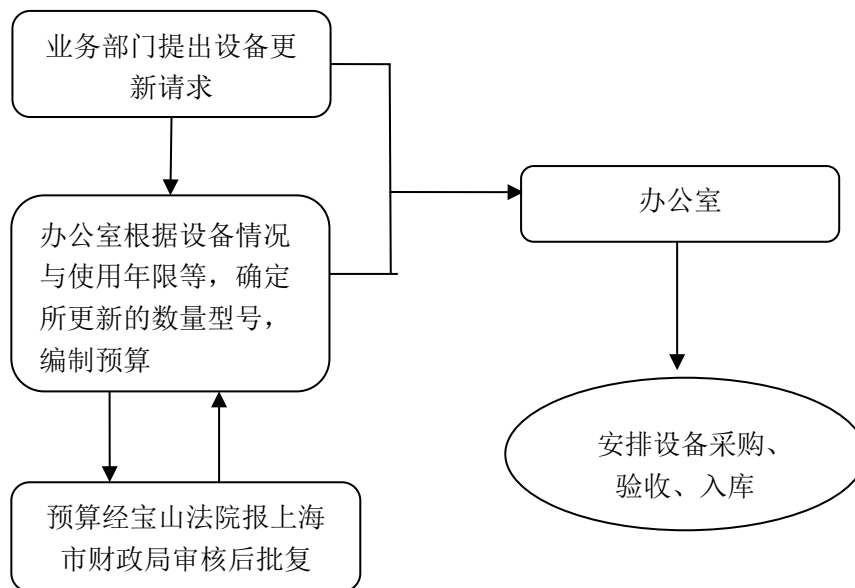 业务部门提出设备更
新请求
办公室根据设备情况
与使用年限等，确定
所更新的数量型号，
编制预算
预算经宝山法院报上海
市财政局审核后批复
办公室
安排设备采购、
验收、入库